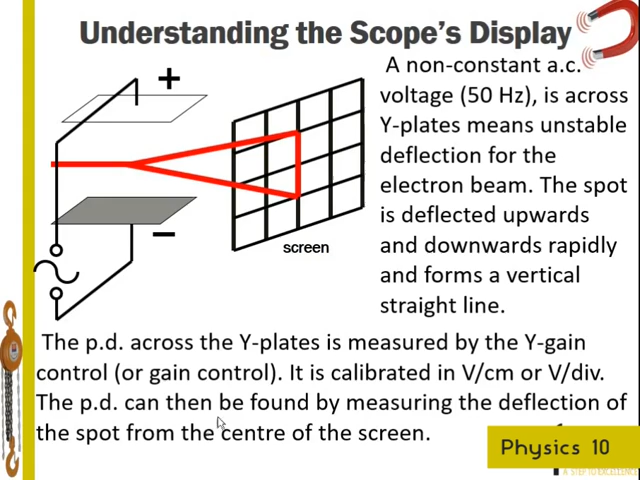 Understanding the Scope's Display
A non-constant a.c.
voltage (50 Hz), is across
Y-plates means unstable
deflection for the
electron beam. The spot
is deflected upwards
and downwards rapidly
and forms a vertical
straight line.
+
−
screen
The p.d. across the Y-plates is measured by the Y-gain
control (or gain control). It is calibrated in V/cm or V/div.
The p.d. can then be found by measuring the deflection of
the spot from the centre of the screen.
Physics 10
A STEP TO EXCELLENCE